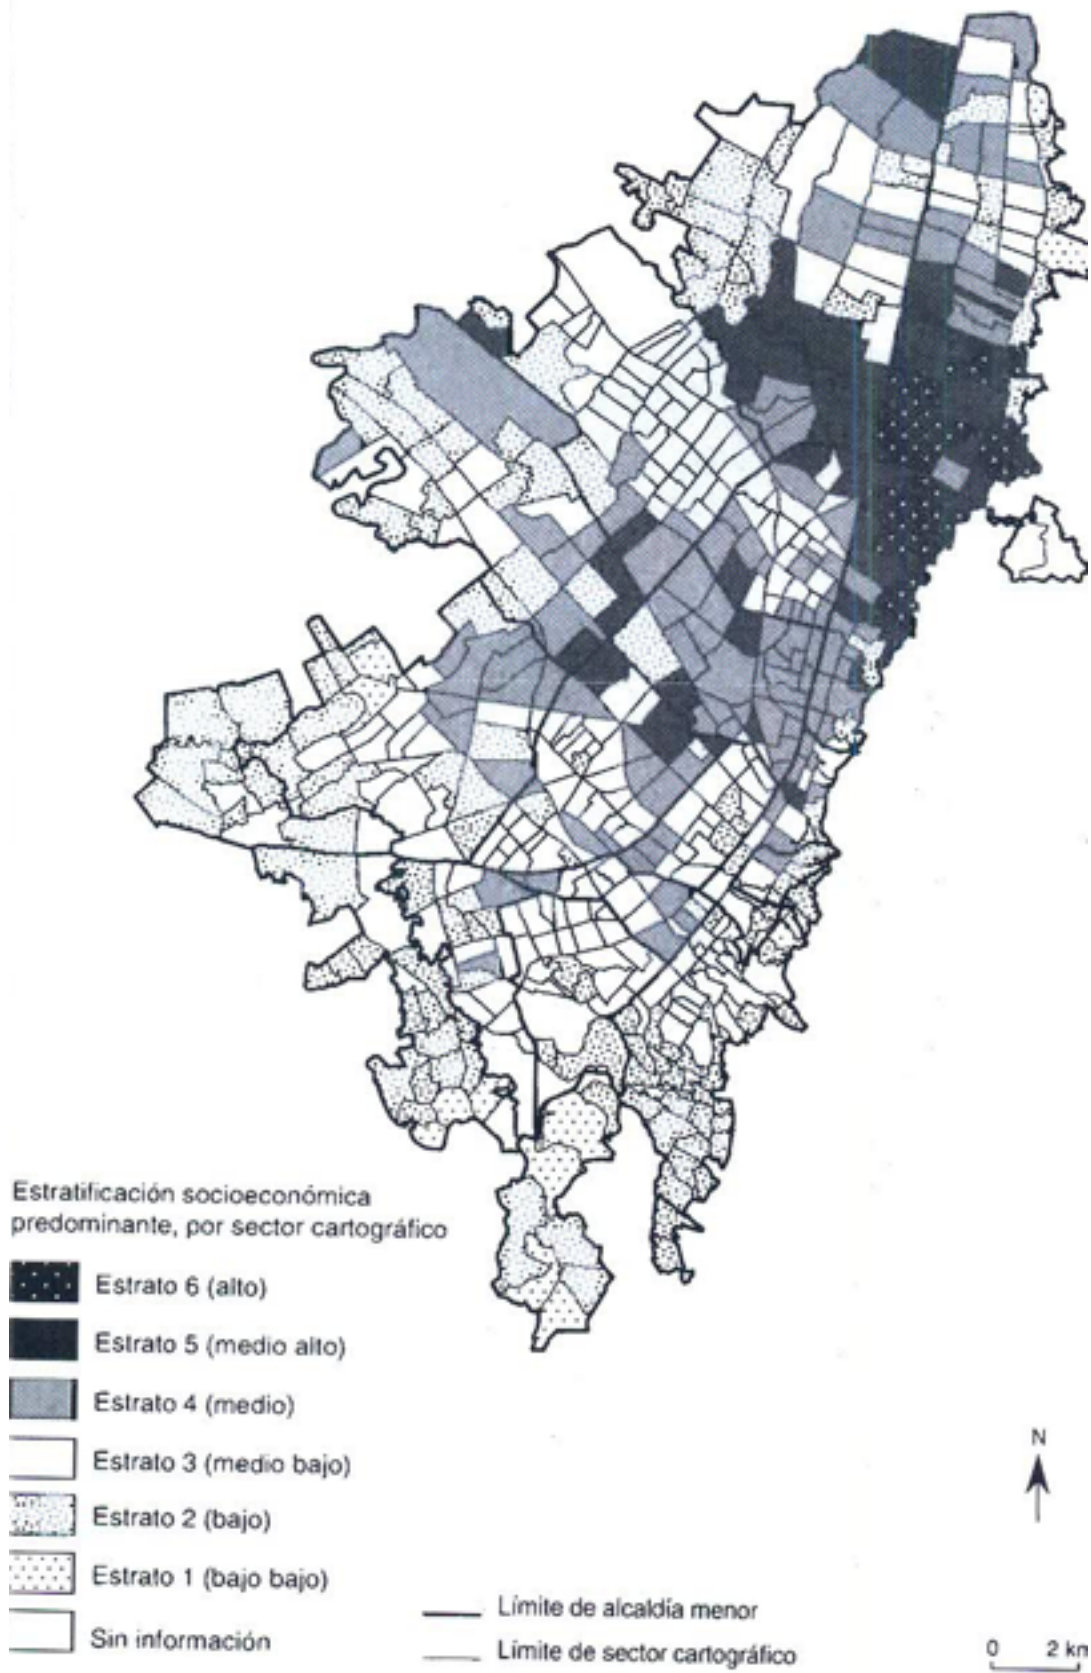 Estratificación socioeconómica
predominante, por sector cartográfico
Estrato 6 (alto)
Estrato 5 (medio alto)
Estrato 4 (medio)
Estrato 3 (medio bajo)
Estrato 2 (bajo)
Estrato 1 (bajo bajo)
Sin información
Límite de alcaldía menor
Límite de sector cartográfico
N
0 2 km